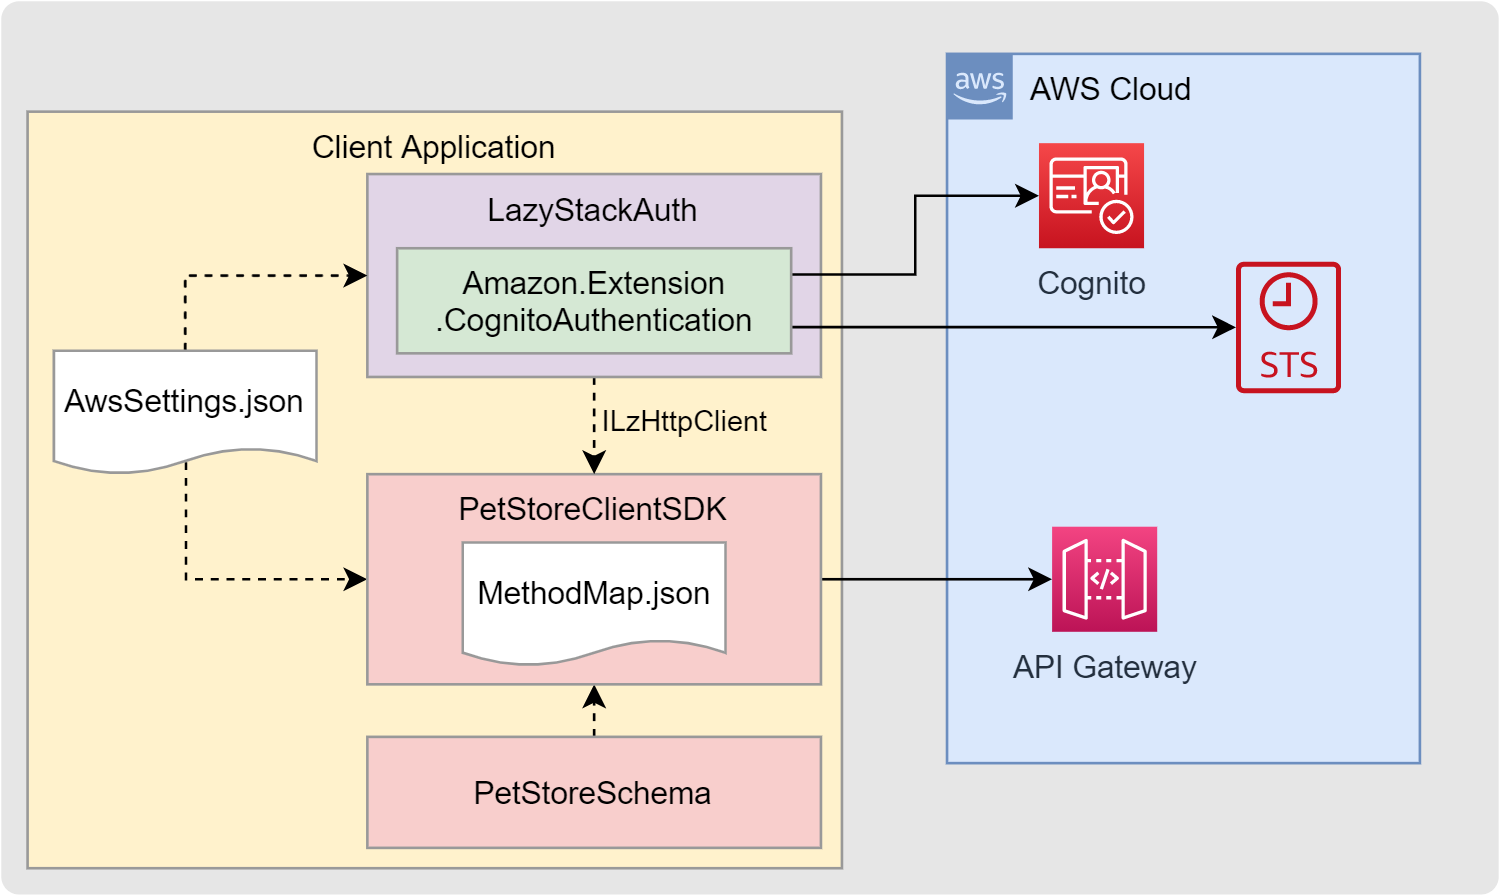 aws
AWS Cloud
Client Application
LazyStackAuth
Amazon.Extension
.CognitoAuthentication
Cognito
STS
AwsSettings.json
ILzHttpClient
PetStoreClientSDK
MethodMap.json
</>
API Gateway
PetStoreSchema